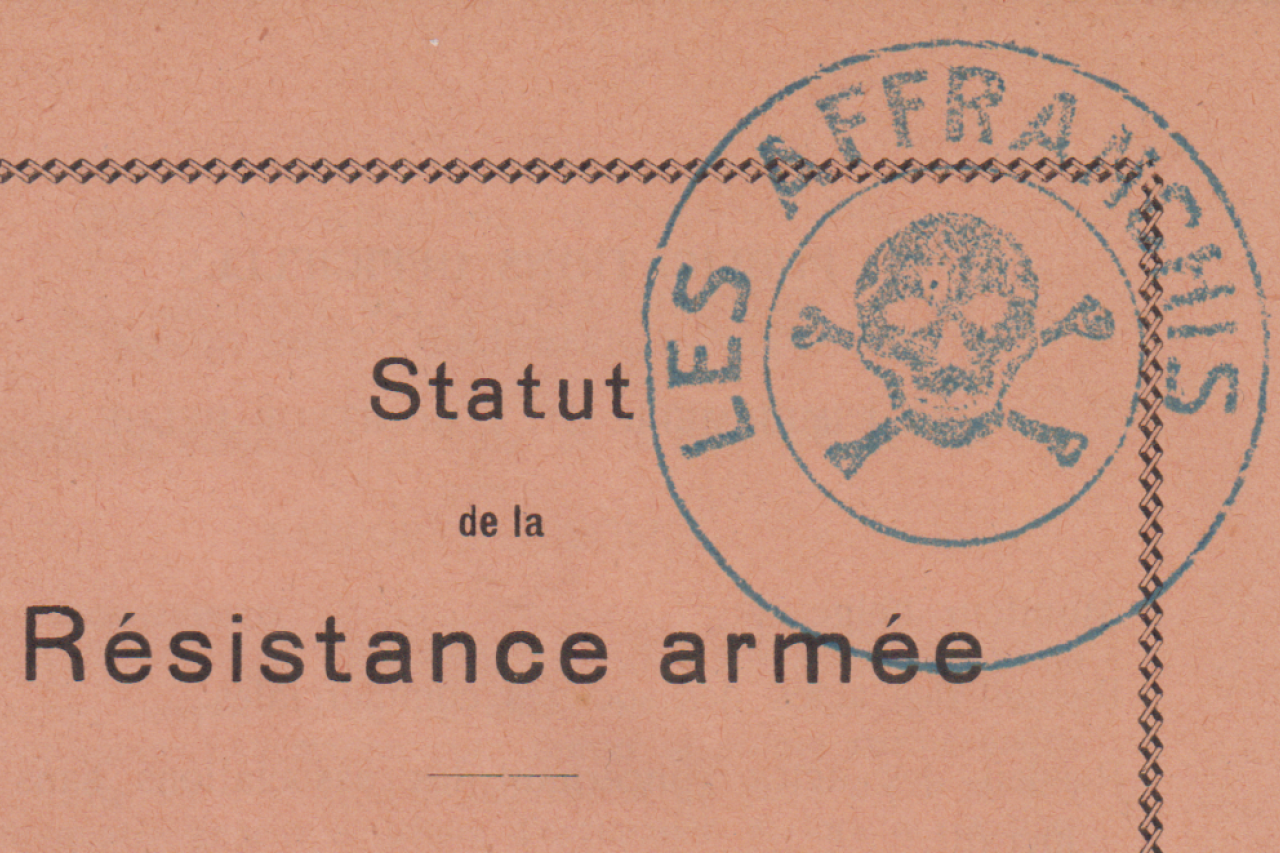 LES AFFRANCHIS
Statut
de la
Résistance armée